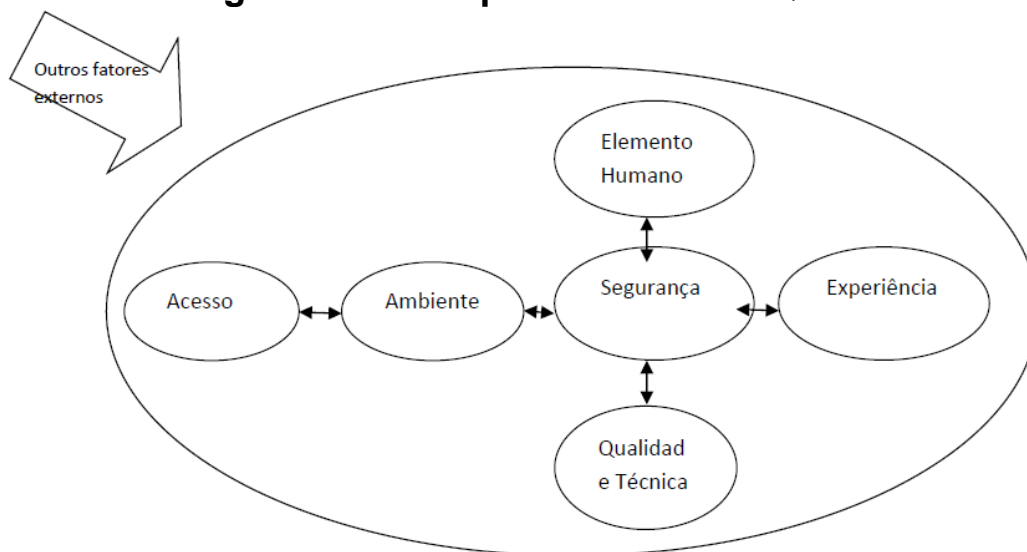 Outros fatores
externos
Elemento
Humano
Acesso
Ambiente
Segurança
Experiência
Qualidad
e Técnica